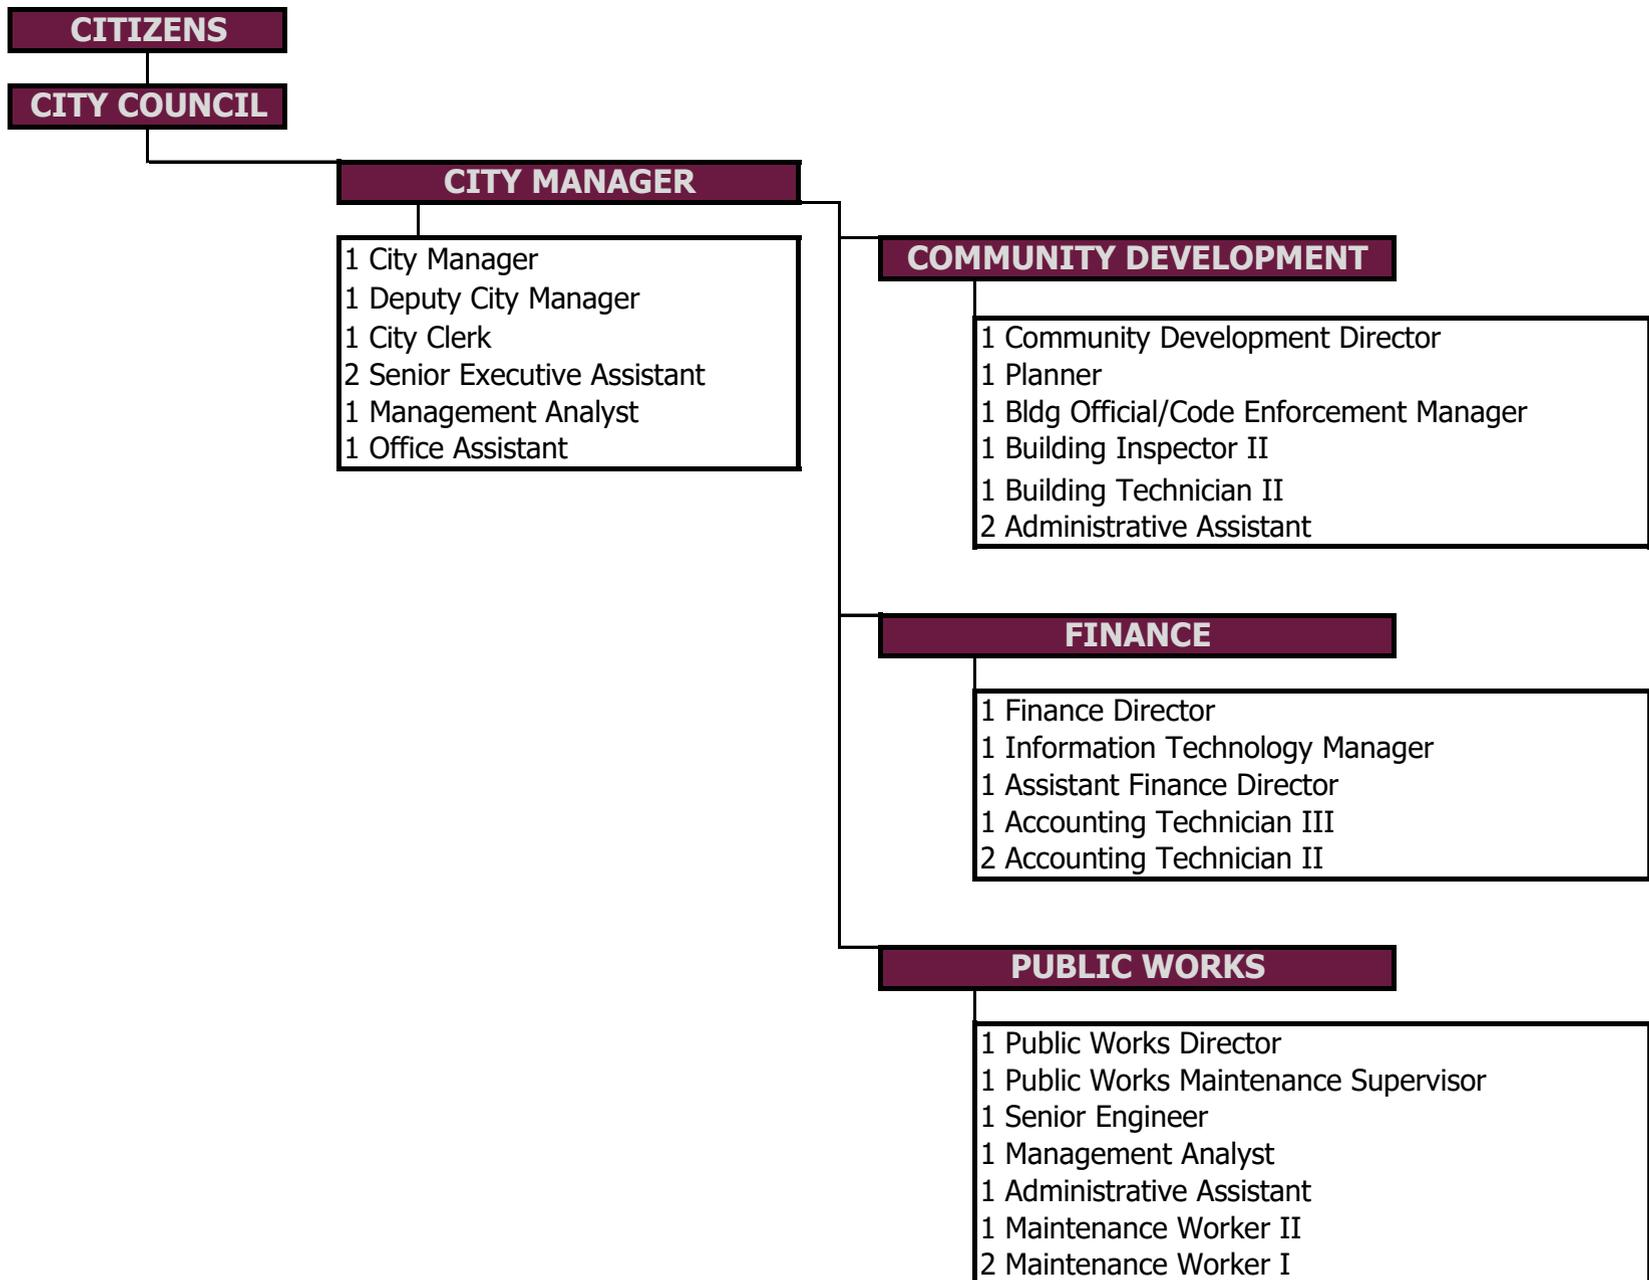 CITIZENS
CITY COUNCIL
CITY MANAGER
1 City Manager
1 Deputy City Manager
1 City Clerk
2 Senior Executive Assistant
1 Management Analyst
1 Office Assistant
COMMUNITY DEVELOPMENT
1 Community Development Director
1 Planner
1 Bldg Official/Code Enforcement Manager
1 Building Inspector II
1 Building Technician II
2 Administrative Assistant
FINANCE
1 Finance Director
1 Information Technology Manager
1 Assistant Finance Director
1 Accounting Technician III
2 Accounting Technician II
PUBLIC WORKS
1 Public Works Director
1 Public Works Maintenance Supervisor
1 Senior Engineer
1 Management Analyst
1 Administrative Assistant
1 Maintenance Worker II
2 Maintenance Worker I